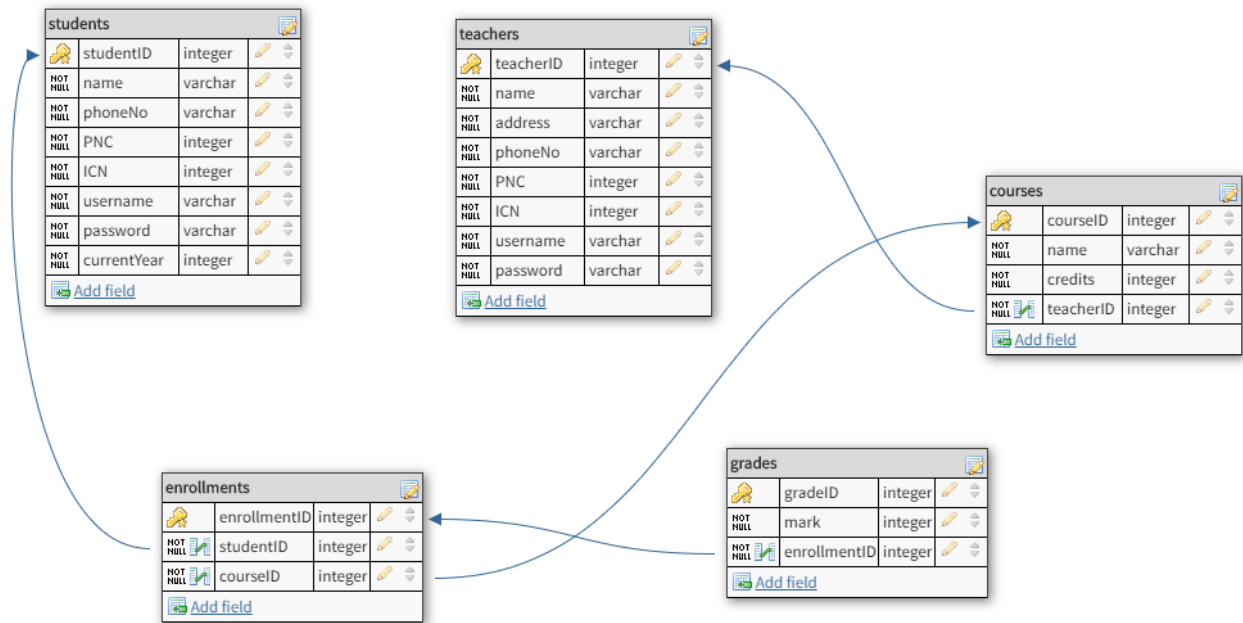 students
studentID integer
NOT NULL name varchar
NOT NULL phoneNo varchar
NOT NULL PNC integer
NOT NULL ICN integer
NOT NULL username varchar
NOT NULL password varchar
NOT NULL currentYear integer
Add field
teachers
teacherID integer
NOT NULL name varchar
NOT NULL address varchar
NOT NULL phoneNo varchar
NOT NULL PNC integer
NOT NULL ICN integer
NOT NULL username varchar
NOT NULL password varchar
Add field
courses
courseID integer
NOT NULL name varchar
NOT NULL credits integer
NOT NULL teacherID integer
Add field
enrollments
enrollmentID integer
NOT NULL studentID integer
NOT NULL courseID integer
Add field
grades
gradeID integer
NOT NULL mark integer
NOT NULL enrollmentID integer
Add field